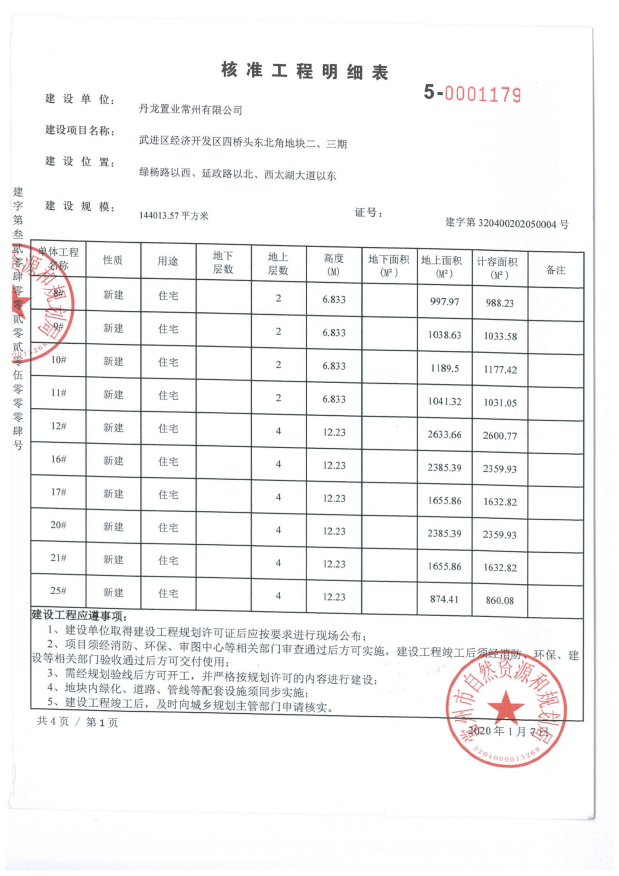 核准工程明细表
5-0001179
建设单位： 丹龙置业常州有限公司
建设项目名称： 武进区经济开发区四桥头东北角地块二、三期
建设位置： 绿杨路以西、延政路以北、西太湖大道以东
建设规模： 144013.57 平方米 证号： 建字第 320400202050004 号
建字第叁贰零肆零零贰零贰零伍零零零肆号
单体工程名称 性质 用途 地下层数 地上层数 高度(M) 地下面积(M²) 地上面积(M²) 计容面积(M²) 备注
8# 新建 住宅 2 6.833 997.97 988.23
9# 新建 住宅 2 6.833 1038.63 1033.58
10# 新建 住宅 2 6.833 1189.5 1177.42
11# 新建 住宅 2 6.833 1041.32 1031.05
12# 新建 住宅 4 12.23 2633.66 2600.77
16# 新建 住宅 4 12.23 2385.39 2359.93
17# 新建 住宅 4 12.23 1655.86 1632.82
20# 新建 住宅 4 12.23 2385.39 2359.93
21# 新建 住宅 4 12.23 1655.86 1632.82
25# 新建 住宅 4 12.23 874.41 860.08
建设工程应遵事项：
1、建设单位取得建设工程规划许可证后应按要求进行现场公布；
2、项目须经消防、环保、审图中心等相关部门审查通过后方可实施，建设工程竣工后须经消防、环保、建
设等相关部门验收通过后方可交付使用；
3、需经规划验线后方可开工，并严格按规划许可的内容进行建设；
4、地块内绿化、道路、管线等配套设施须同步实施；
5、建设工程竣工后，及时向城乡规划主管部门申请核实。
共 4 页 / 第 1 页
2020 年 1 月 7 日
常州市自然资源和规划局
3204000013268